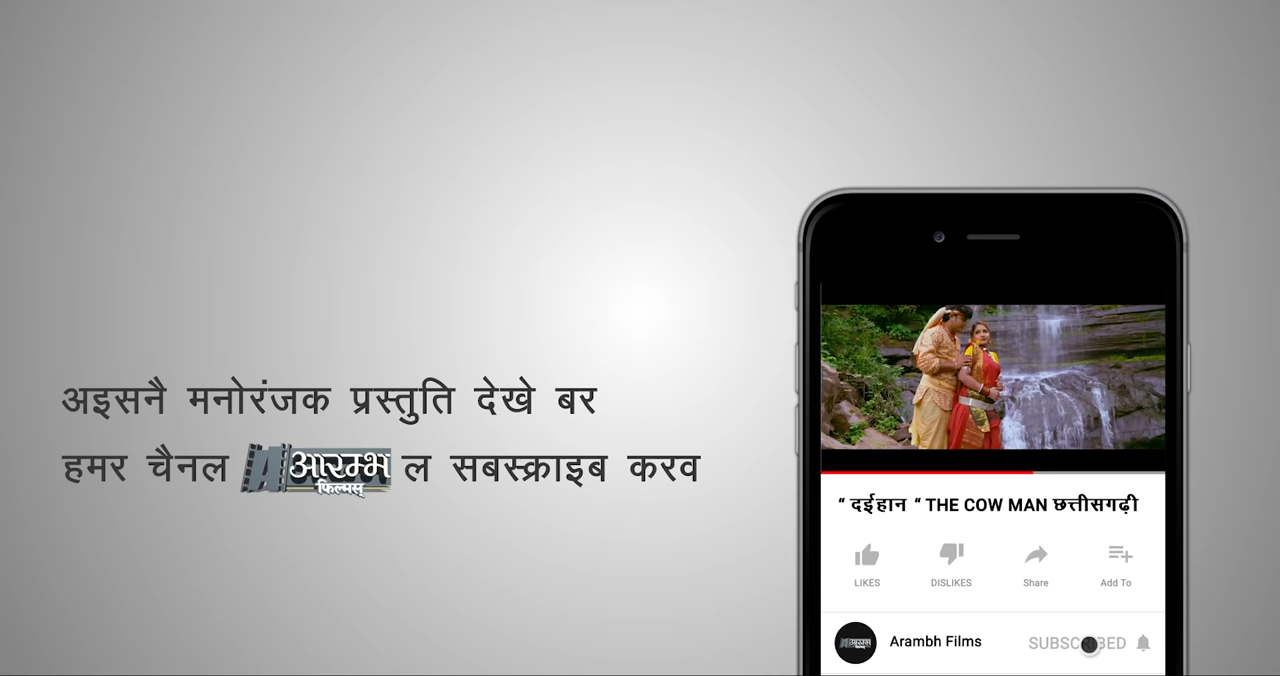 अइसनै मनोरंजक प्रस्तुति देखे बर
हमर चैनल आरम्भ फिल्मस् ल सबस्क्राइब करव
“ दईहान “ THE COW MAN छत्तीसगढ़ी
LIKES DISLIKES Share Add To
Arambh Films SUBSCRIBED